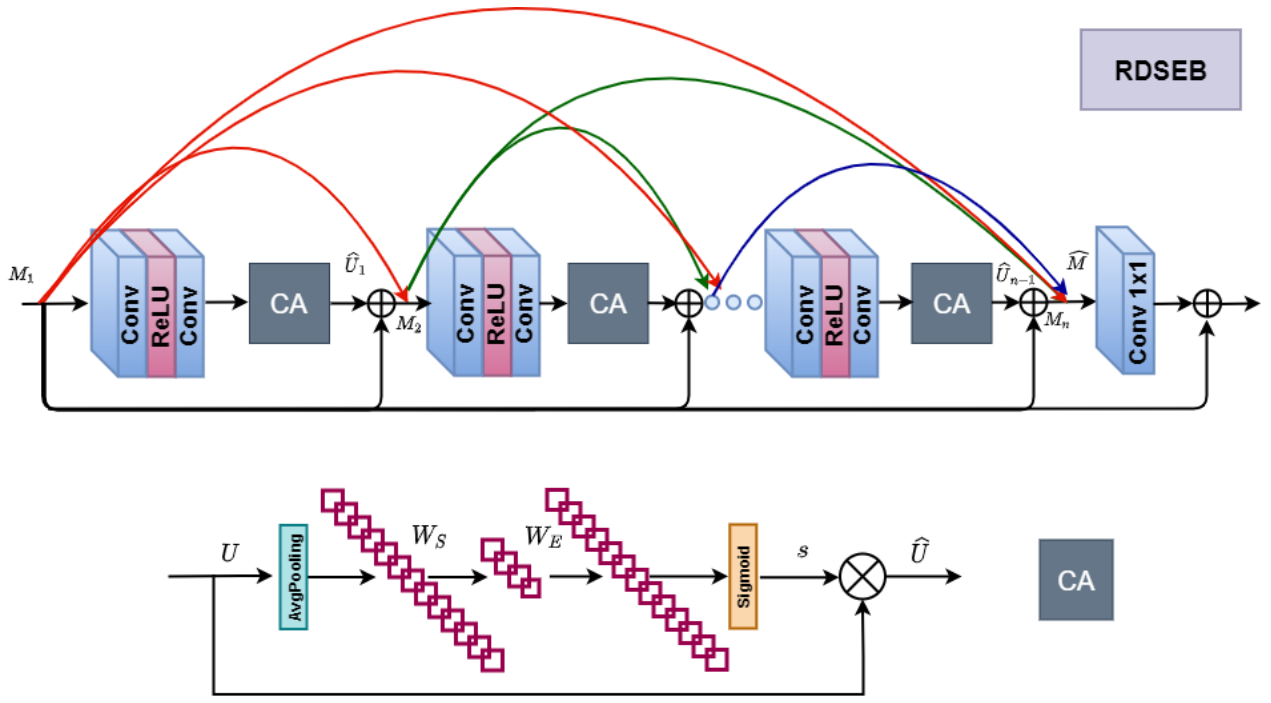 RDSEB
M₁
Conv
ReLU
Conv
CA
Û₁
M₂
Conv
ReLU
Conv
CA
Conv
ReLU
Conv
CA
Ûₙ₋₁
Mₙ
M̂
Conv 1x1
U
AvgPooling
W_S
W_E
Sigmoid
s
Û
CA